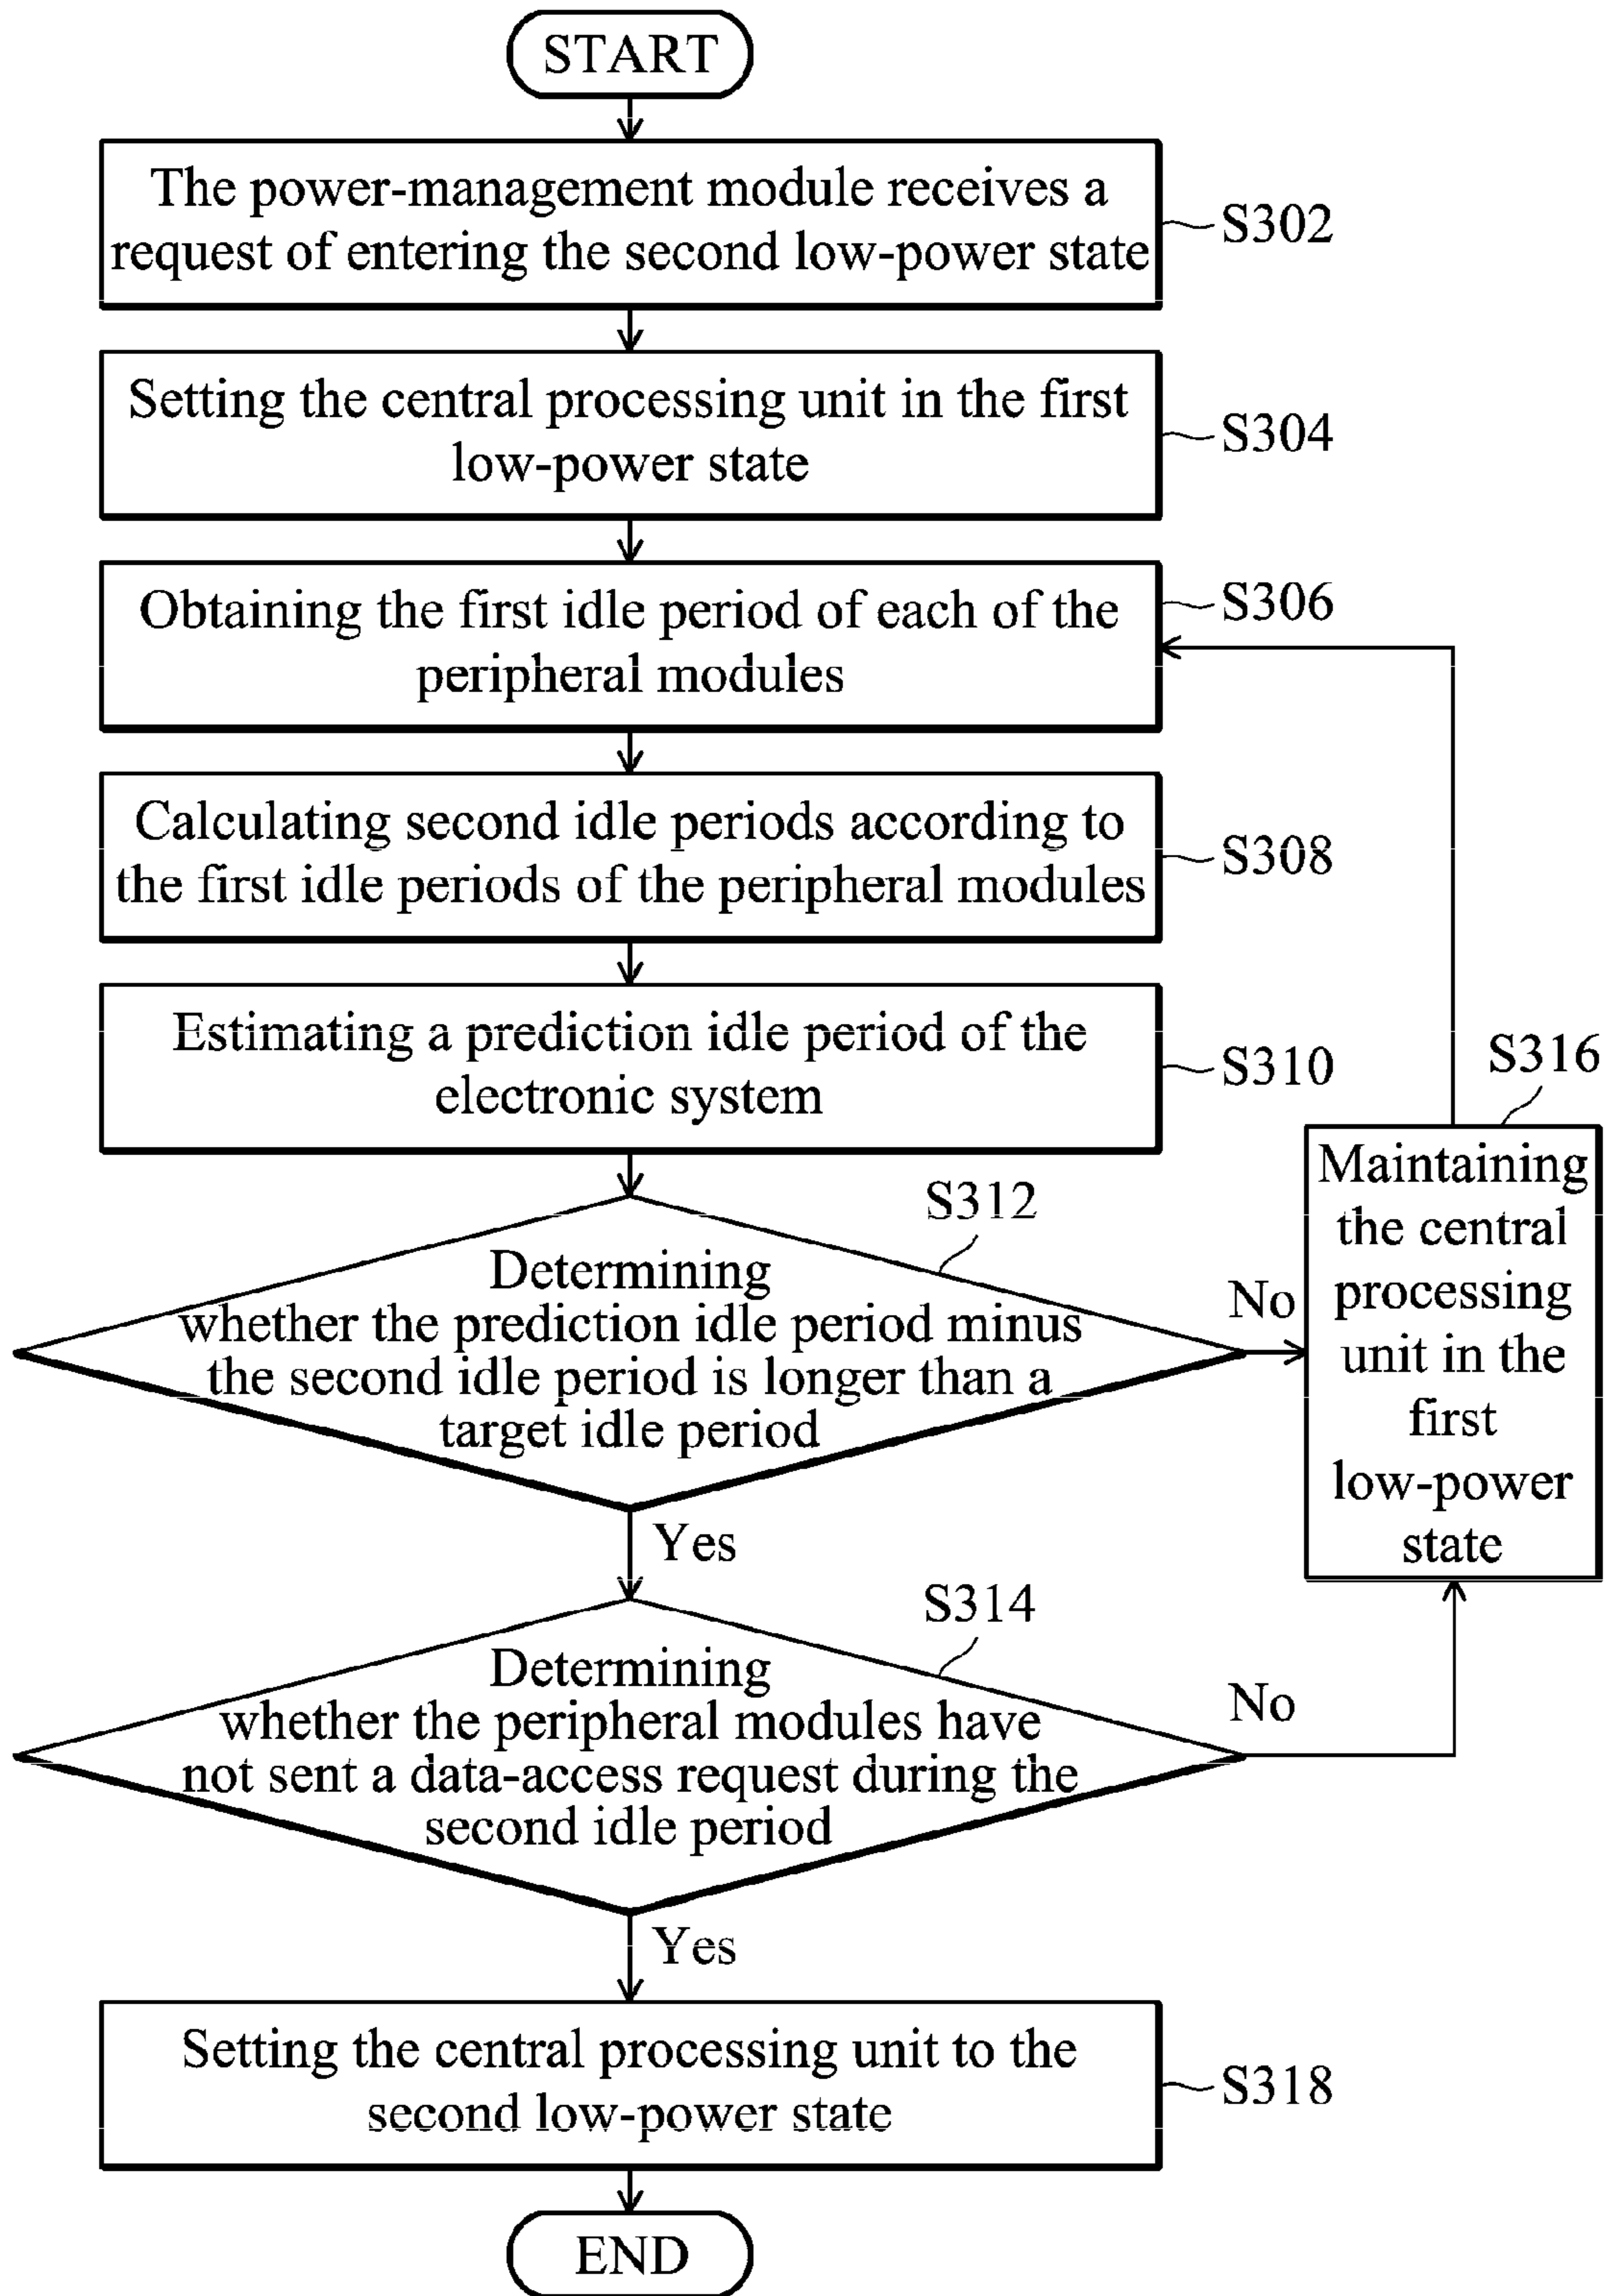 START
The power-management module receives a
request of entering the second low-power state
S302
Setting the central processing unit in the first
low-power state
S304
Obtaining the first idle period of each of the
peripheral modules
S306
Calculating second idle periods according to
the first idle periods of the peripheral modules
S308
Estimating a prediction idle period of the
electronic system
S310
S316
Maintaining
the central
processing
unit in the
first
low-power
state
S312
Determining
whether the prediction idle period minus
the second idle period is longer than a
target idle period
No
Yes
S314
Determining
whether the peripheral modules have
not sent a data-access request during the
second idle period
No
Yes
Setting the central processing unit to the
second low-power state
S318
END